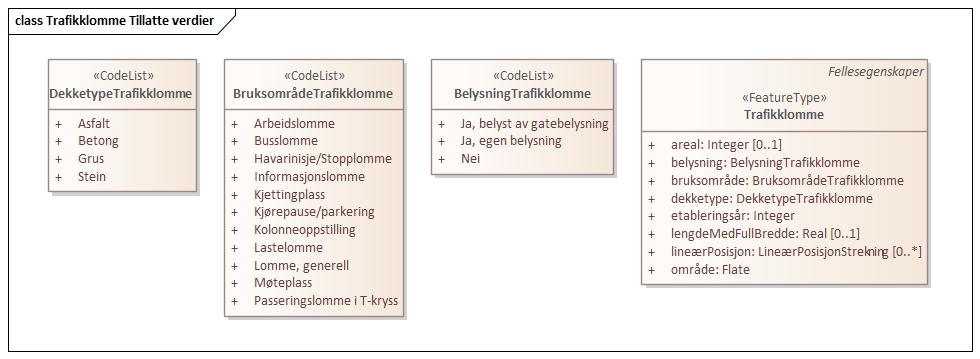 class Trafikklomme Tillatte verdier
«CodeList»
DekketypeTrafikklomme
+ Asfalt
+ Betong
+ Grus
+ Stein
«CodeList»
BruksområdeTrafikklomme
+ Arbeidslomme
+ Busslomme
+ Havarinisje/Stopplomme
+ Informasjonslomme
+ Kjettingplass
+ Kjørepause/parkering
+ Kolonneoppstilling
+ Lastelomme
+ Lomme, generell
+ Møteplass
+ Passeringslomme i T-kryss
«CodeList»
BelysningTrafikklomme
+ Ja, belyst av gatebelysning
+ Ja, egen belysning
+ Nei
Fellesegenskaper
«FeatureType»
Trafikklomme
+ areal: Integer [0..1]
+ belysning: BelysningTrafikklomme
+ bruksområde: BruksområdeTrafikklomme
+ dekketype: DekketypeTrafikklomme
+ etableringsår: Integer
+ lengdeMedFullBredde: Real [0..1]
+ lineærPosisjon: LineærPosisjonStrekning [0..*]
+ område: Flate